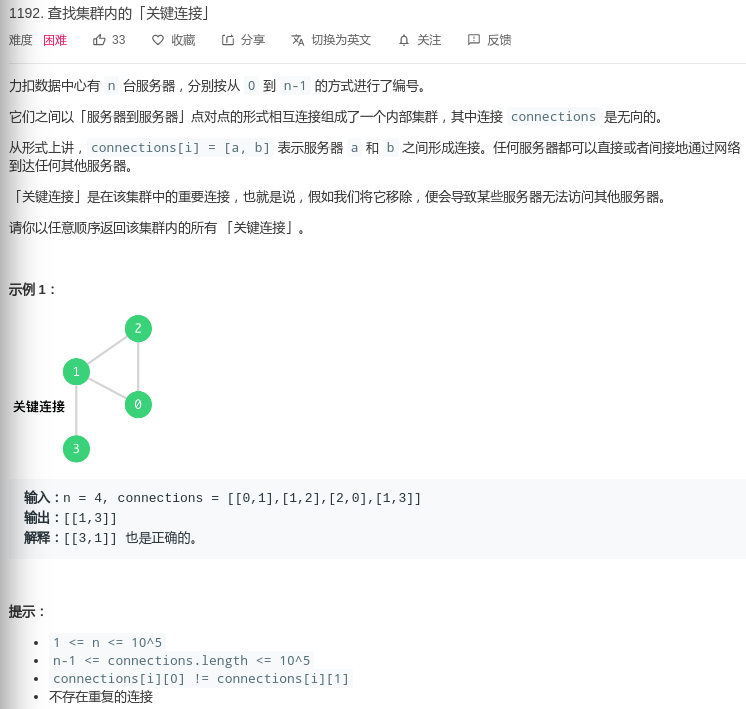 1192. 查找集群内的「关键连接」
难度 困难 33 收藏 分享 切换为英文 关注 反馈
力扣数据中心有 n 台服务器，分别按从 0 到 n-1 的方式进行了编号。
它们之间以「服务器到服务器」点对点的形式相互连接组成了一个内部集群，其中连接 connections 是无向的。
从形式上讲，connections[i] = [a, b] 表示服务器 a 和 b 之间形成连接。任何服务器都可以直接或者间接地通过网络
到达任何其他服务器。
「关键连接」是在该集群中的重要连接，也就是说，假如我们将它移除，便会导致某些服务器无法访问其他服务器。
请你以任意顺序返回该集群内的所有 「关键连接」。
示例 1：
2
1
关键连接
0
3
输入：n = 4, connections = [[0,1],[1,2],[2,0],[1,3]]
输出：[[1,3]]
解释：[[3,1]] 也是正确的。
提示：
1 <= n <= 10^5
n-1 <= connections.length <= 10^5
connections[i][0] != connections[i][1]
不存在重复的连接